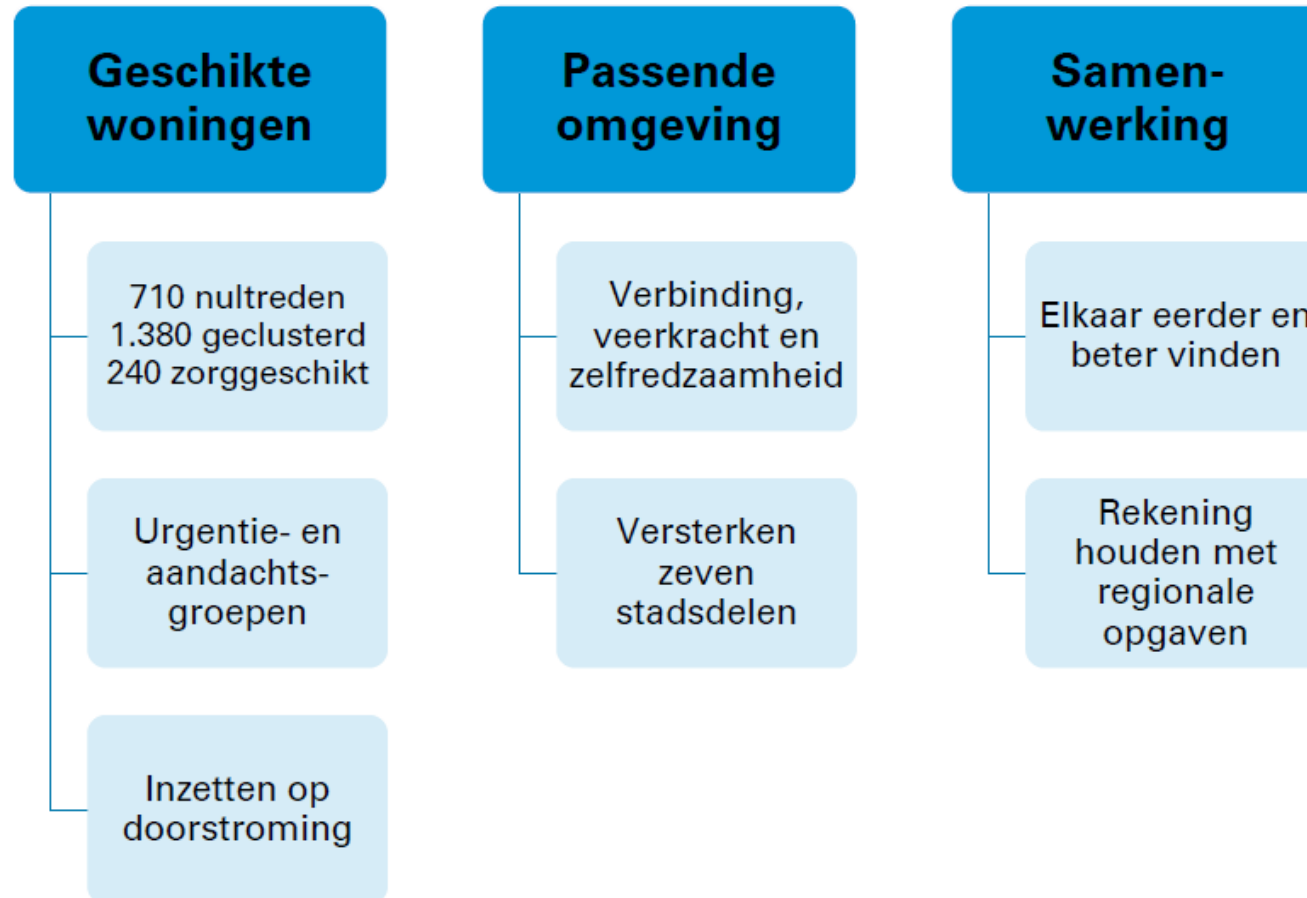 Geschikte
woningen
710 nultreden
1.380 geclusterd
240 zorggeschikt
Urgentie- en
aandachts-
groepen
Inzetten op
doorstroming
Passende
omgeving
Verbinding,
veerkracht en
zelfredzaamheid
Versterken
zeven
stadsdelen
Samen-
werking
Elkaar eerder en
beter vinden
Rekening
houden met
regionale
opgaven